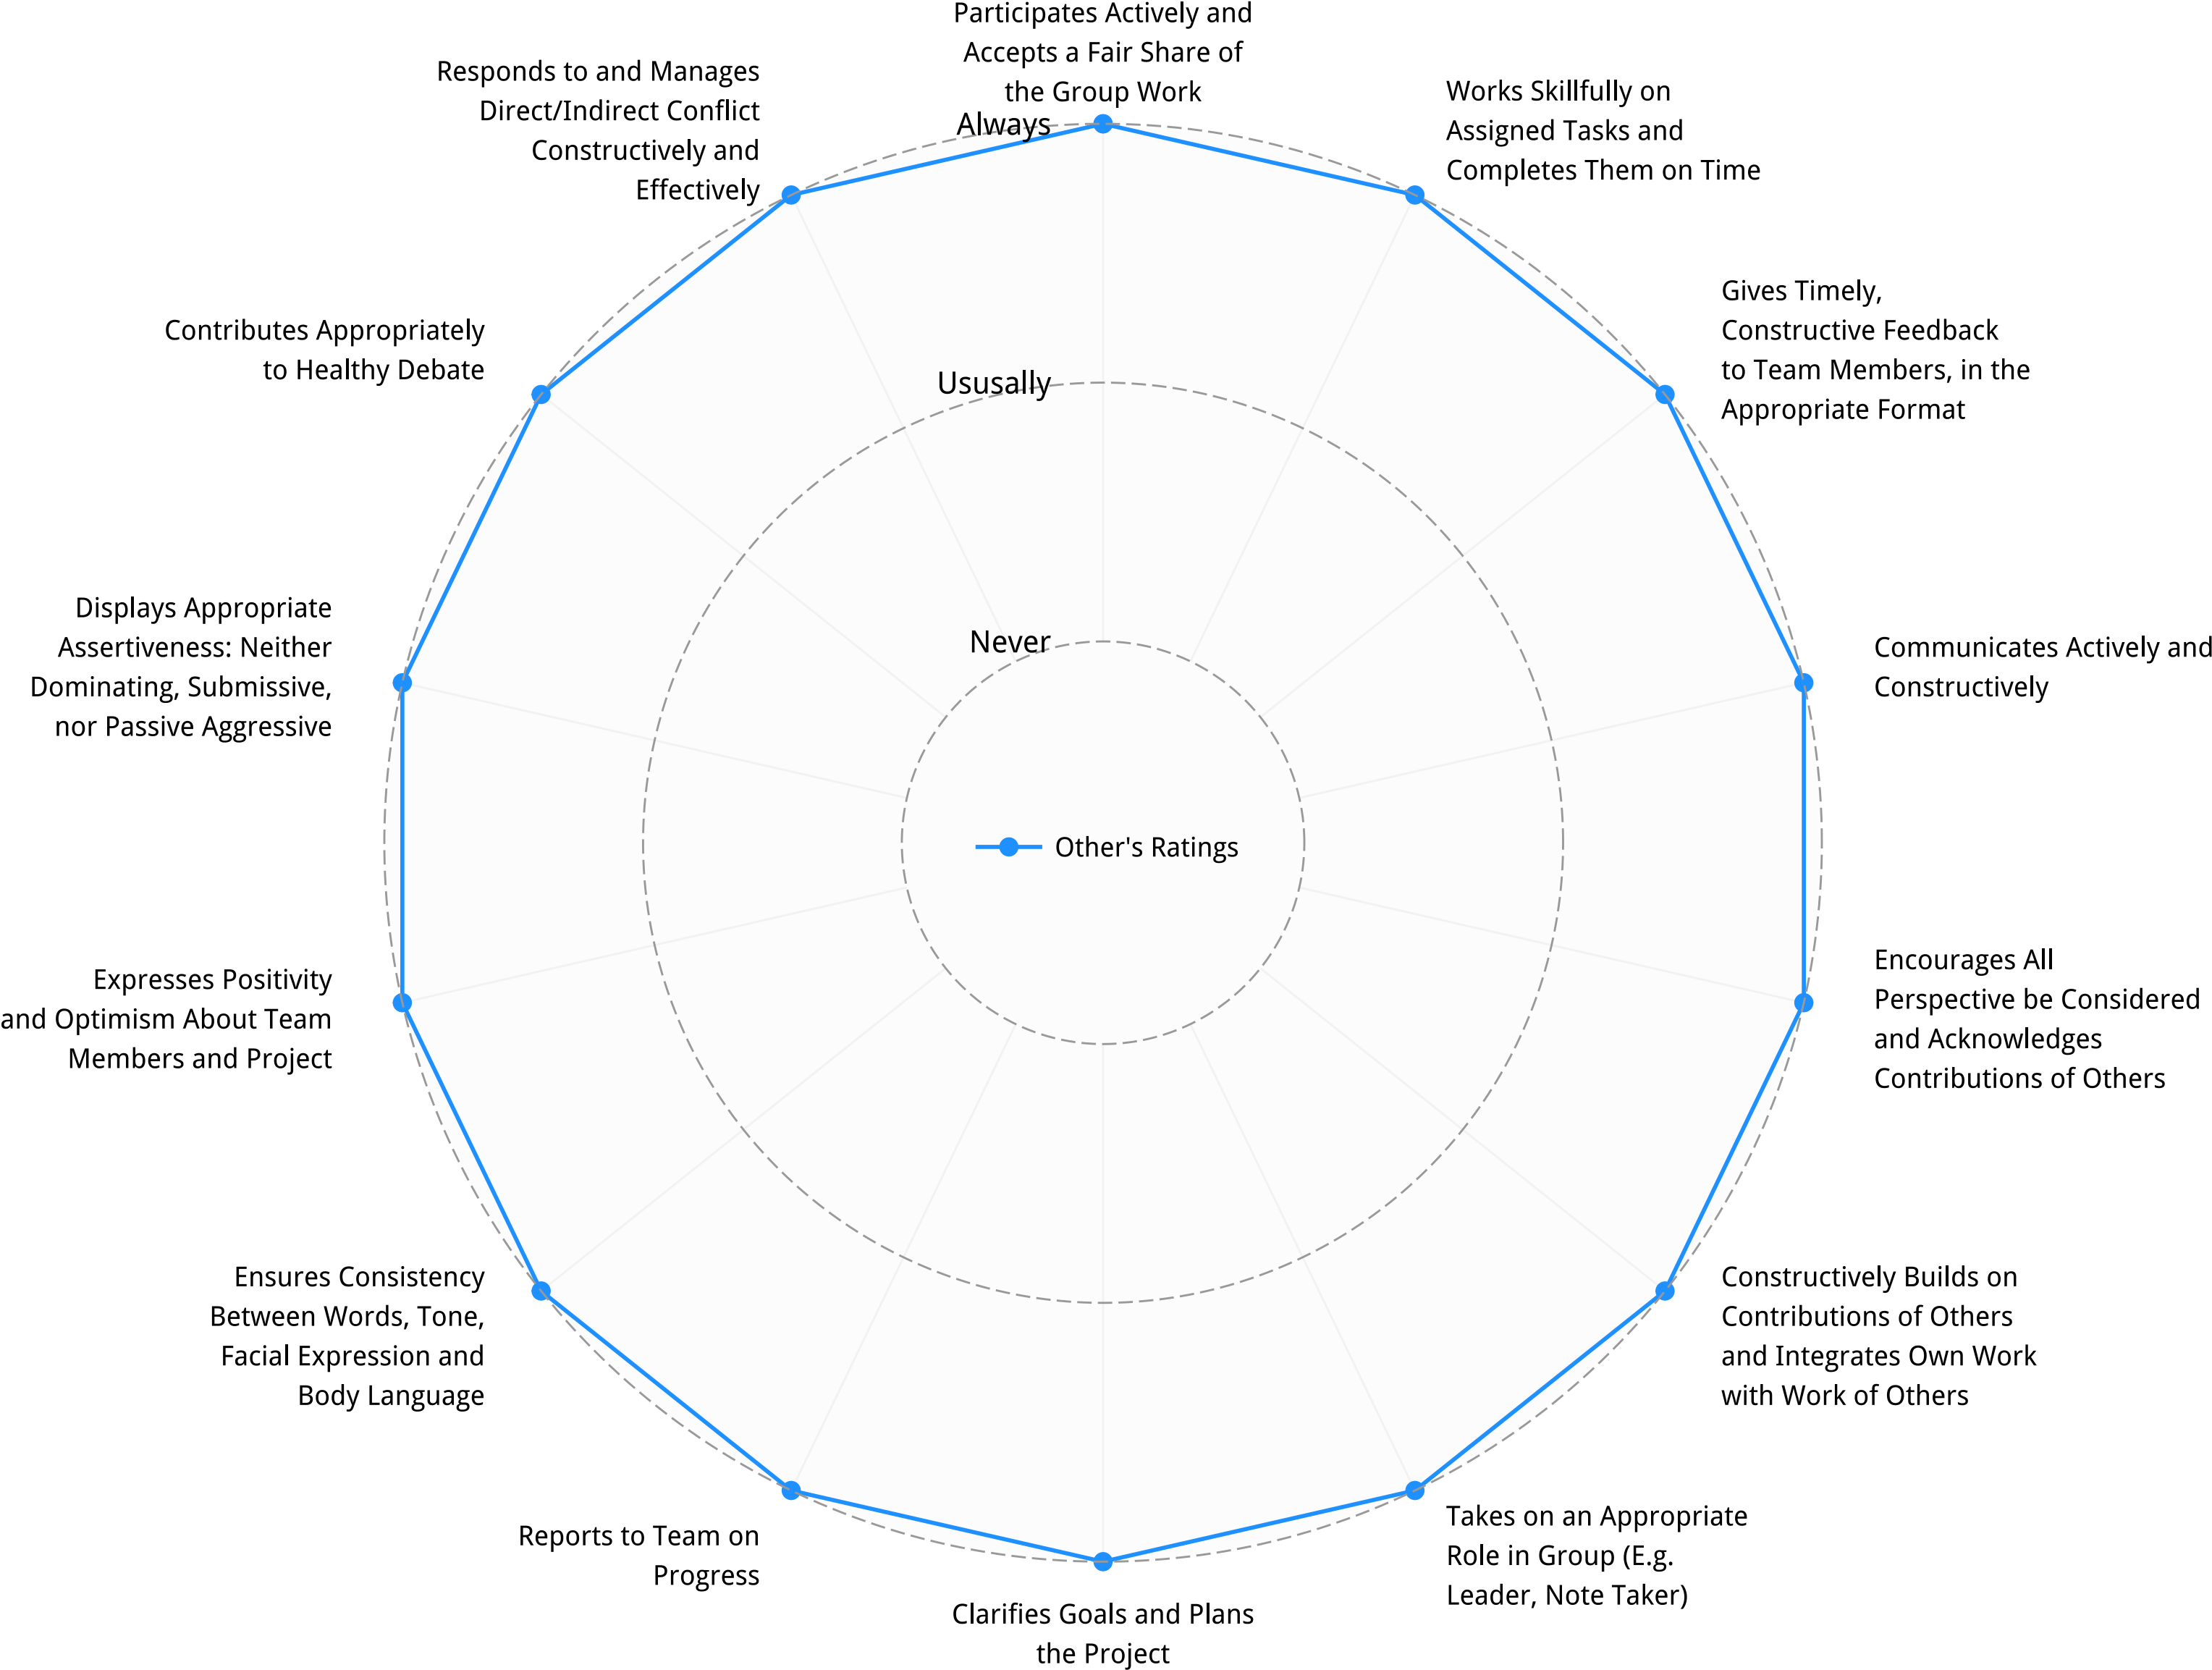 Participates Actively and
Accepts a Fair Share of
the Group Work
Always
Responds to and Manages
Direct/Indirect Conflict
Constructively and
Effectively
Works Skillfully on
Assigned Tasks and
Completes Them on Time
Gives Timely,
Constructive Feedback
to Team Members, in the
Appropriate Format
Contributes Appropriately
to Healthy Debate
Ususally
Displays Appropriate
Assertiveness: Neither
Dominating, Submissive,
nor Passive Aggressive
Never
Communicates Actively and
Constructively
Other's Ratings
Expresses Positivity
and Optimism About Team
Members and Project
Encourages All
Perspective be Considered
and Acknowledges
Contributions of Others
Ensures Consistency
Between Words, Tone,
Facial Expression and
Body Language
Constructively Builds on
Contributions of Others
and Integrates Own Work
with Work of Others
Reports to Team on
Progress
Takes on an Appropriate
Role in Group (E.g.
Leader, Note Taker)
Clarifies Goals and Plans
the Project